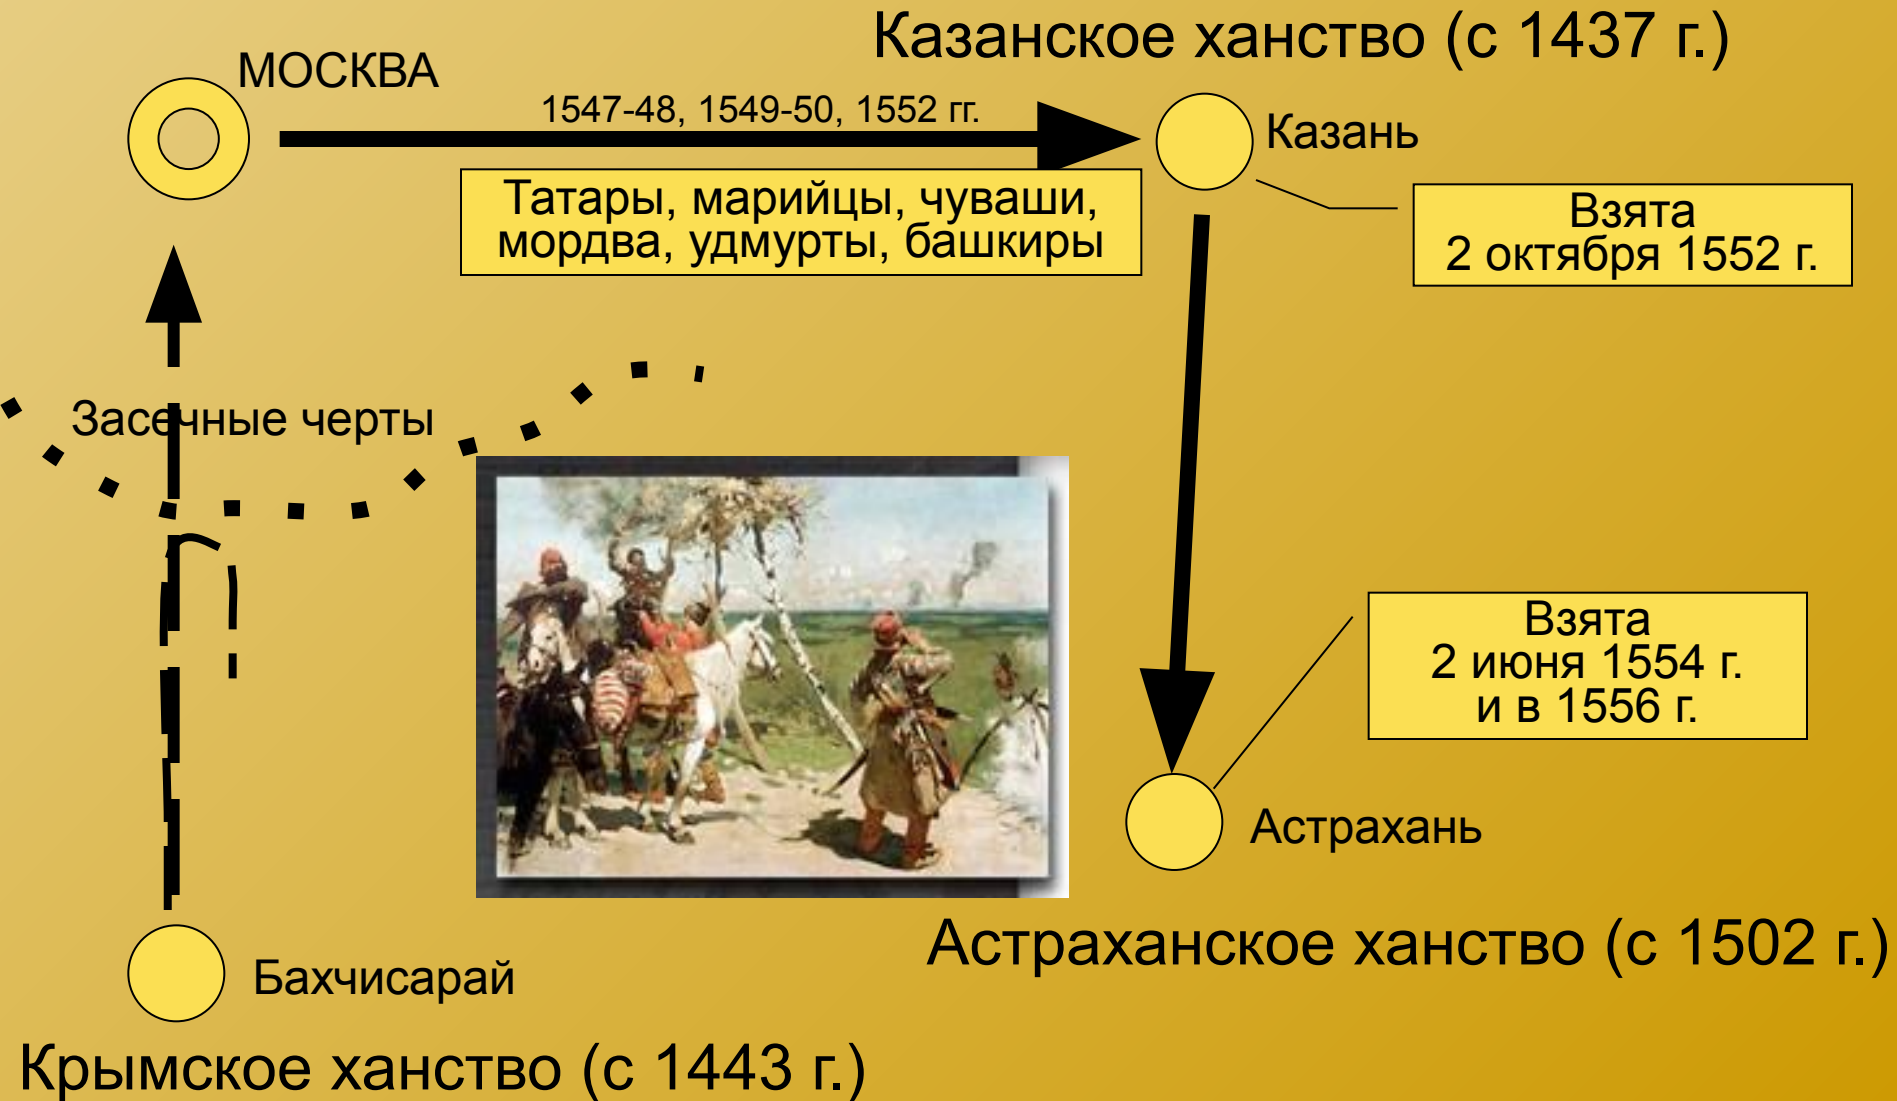 Казанское ханство (с 1437 г.)
МОСКВА
1547-48, 1549-50, 1552 гг.
Казань
Татары, марийцы, чуваши,
мордва, удмурты, башкиры
Взята
2 октября 1552 г.
Засечные черты
Взята
2 июня 1554 г.
и в 1556 г.
Астрахань
Астраханское ханство (с 1502 г.)
Бахчисарай
Крымское ханство (с 1443 г.)